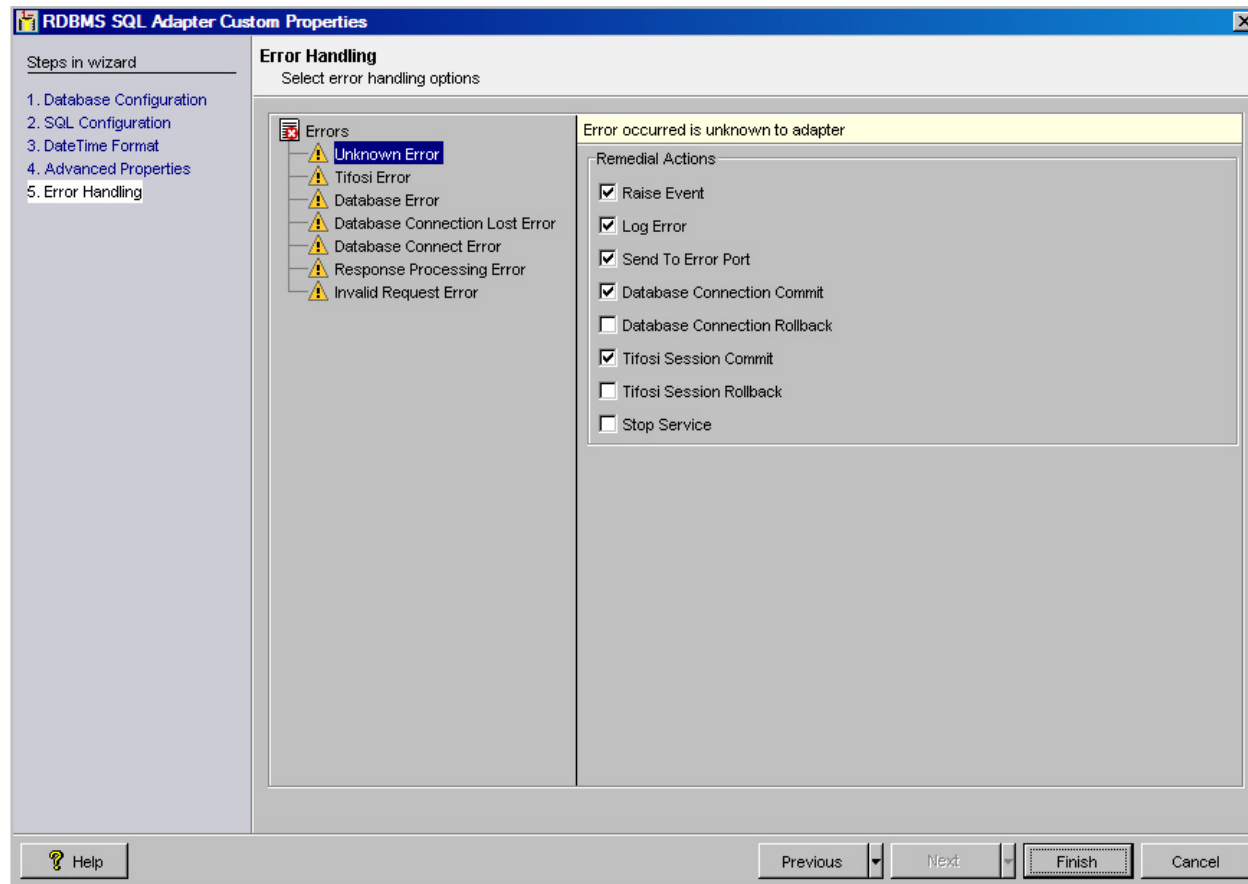 RDBMS SQL Adapter Custom Properties
Steps in wizard
1. Database Configuration
2. SQL Configuration
3. DateTime Format
4. Advanced Properties
5. Error Handling
Error Handling
Select error handling options
Errors
Unknown Error
Tifosi Error
Database Error
Database Connection Lost Error
Database Connect Error
Response Processing Error
Invalid Request Error
Error occurred is unknown to adapter
Remedial Actions
Raise Event
Log Error
Send To Error Port
Database Connection Commit
Database Connection Rollback
Tifosi Session Commit
Tifosi Session Rollback
Stop Service
Help
Previous
Next
Finish
Cancel